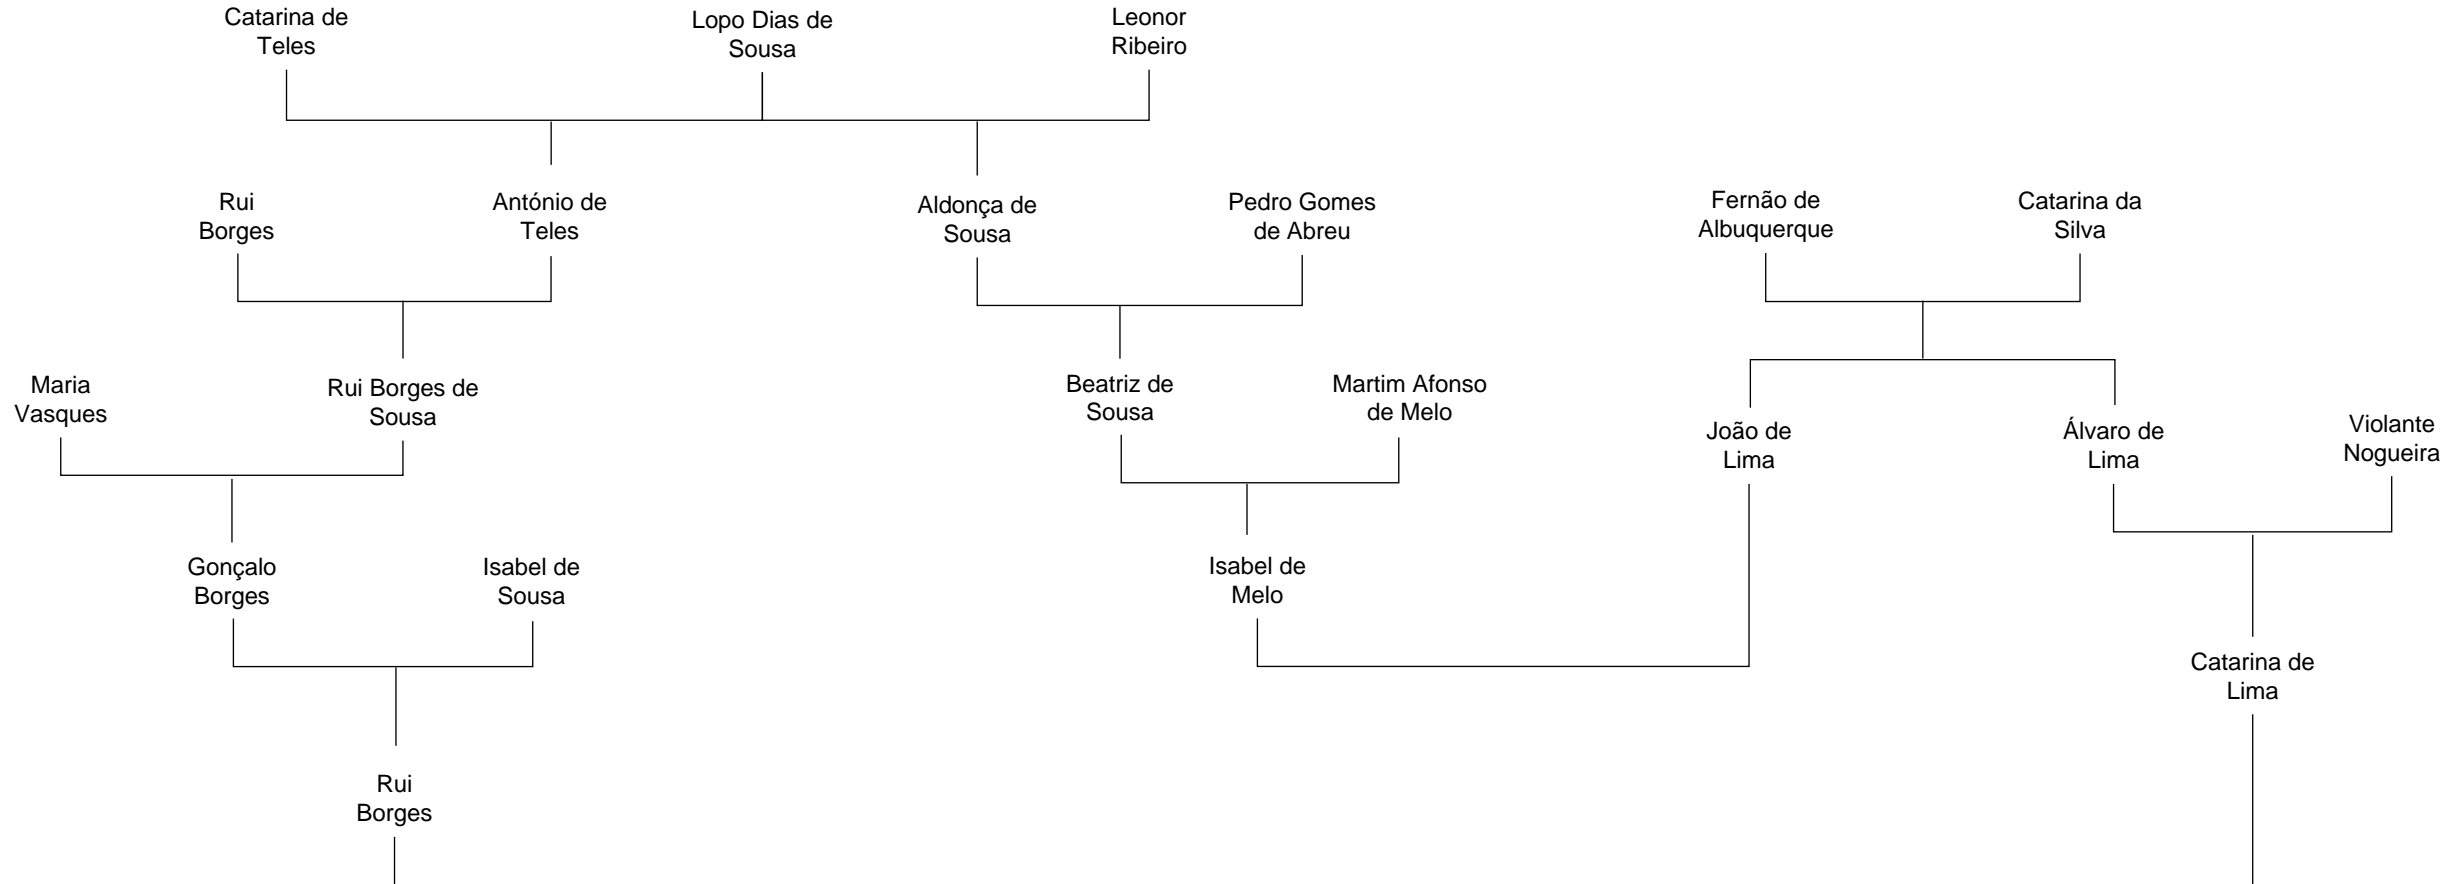 Catarina de
Teles
Lopo Dias de
Sousa
Leonor
Ribeiro
Rui
Borges
António de
Teles
Aldonça de
Sousa
Pedro Gomes
de Abreu
Fernão de
Albuquerque
Catarina da
Silva
Maria
Vasques
Rui Borges de
Sousa
Beatriz de
Sousa
Martim Afonso
de Melo
João de
Lima
Álvaro de
Lima
Violante
Nogueira
Gonçalo
Borges
Isabel de
Sousa
Isabel de
Melo
Catarina de
Lima
Rui
Borges